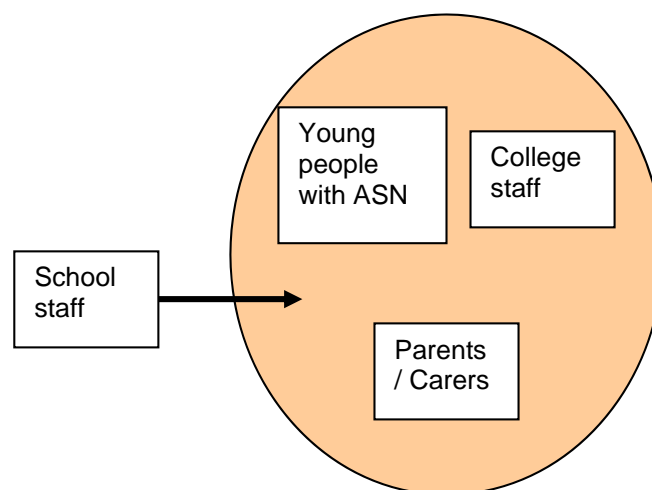 Young
people
with ASN
College
staff
School
staff
Parents
/ Carers